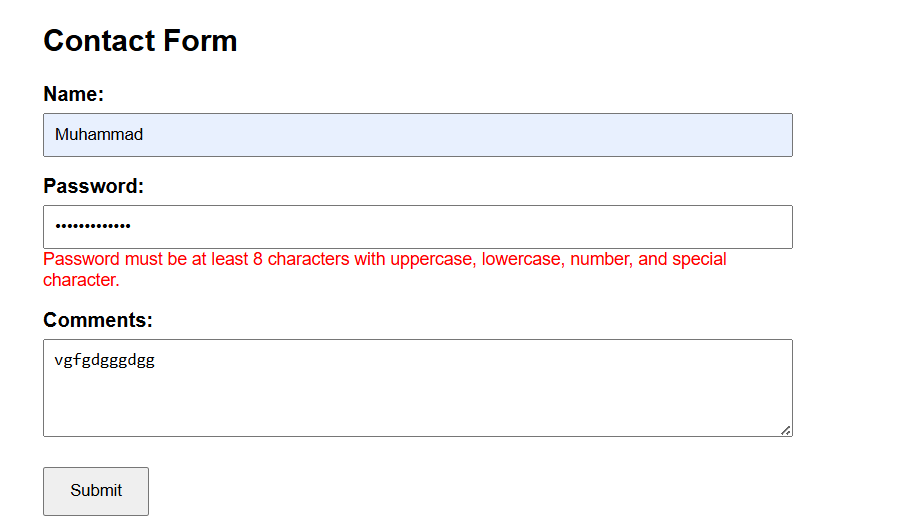 Contact Form
Name:
Muhammad
Password:
•••••••••••••
Password must be at least 8 characters with uppercase, lowercase, number, and special
character.
Comments:
vgfgdgggdgg
Submit